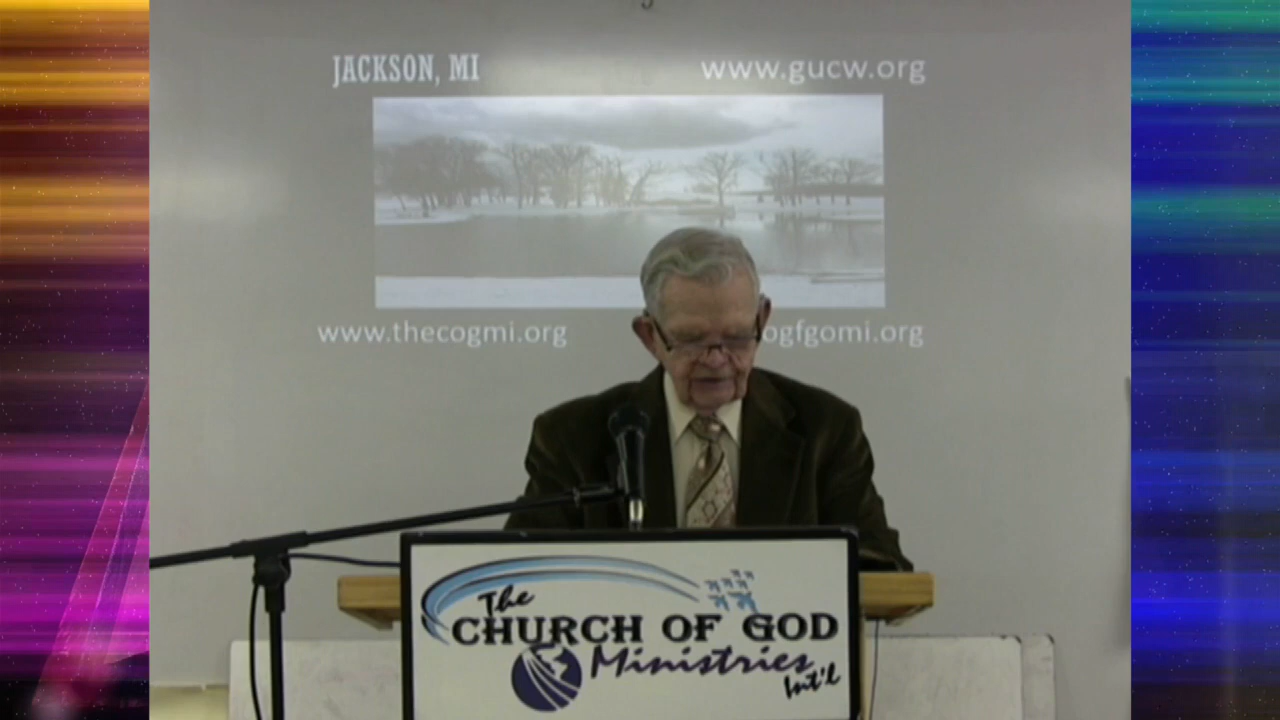 JACKSON, MI
www.gucw.org
www.thecogmi.org
ogfgomi.org
The
CHURCH OF GOD
Ministries
Int'l